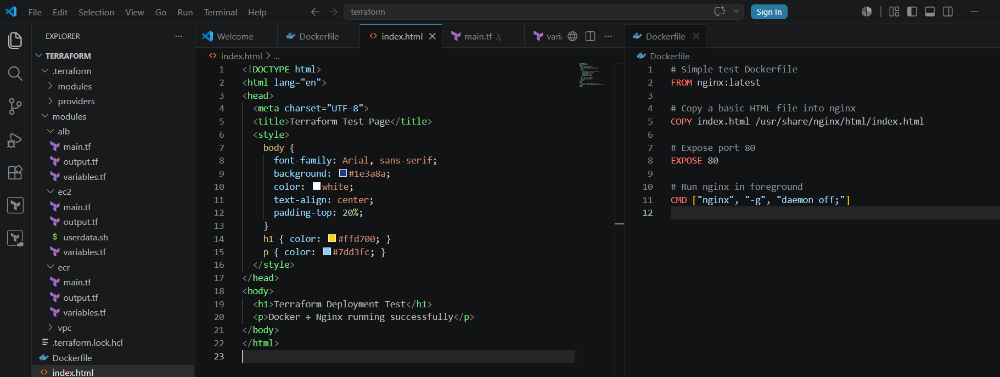 File Edit Selection View Go Run Terminal Help
terraform
Sign In
EXPLORER
TERRAFORM
.terraform
modules
providers
modules
alb
main.tf
output.tf
variables.tf
ec2
main.tf
output.tf
$ userdata.sh
variables.tf
ecr
main.tf
output.tf
variables.tf
vpc
.terraform.lock.hcl
Dockerfile
index.html
Welcome Dockerfile index.html main.tf .\ vari
index.html > ...
1 <!DOCTYPE html>
2 <html lang="en">
3 <head>
4 <meta charset="UTF-8">
5 <title>Terraform Test Page</title>
6 <style>
7 body {
8 font-family: Arial, sans-serif;
9 background: #1e3a8a;
10 color: white;
11 text-align: center;
12 padding-top: 20%;
13 }
14 h1 { color: #ffd700; }
15 p { color: #7dd3fc; }
16 </style>
17 </head>
18 <body>
19 <h1>Terraform Deployment Test</h1>
20 <p>Docker + Nginx running successfully</p>
21 </body>
22 </html>
23
Dockerfile
Dockerfile
1 # Simple test Dockerfile
2 FROM nginx:latest
3
4 # Copy a basic HTML file into nginx
5 COPY index.html /usr/share/nginx/html/index.html
6
7 # Expose port 80
8 EXPOSE 80
9
10 # Run nginx in foreground
11 CMD ["nginx", "-g", "daemon off;"]
12